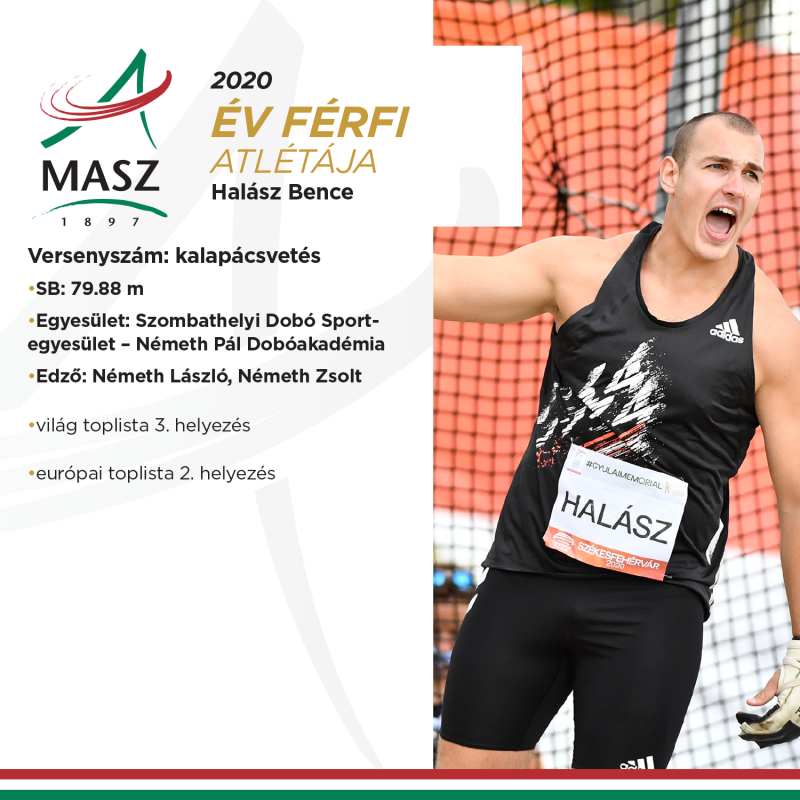 MASZ
1897
2020
ÉV FÉRFI
ATLÉTÁJA
Halász Bence
Versenyszám: kalapácsvetés
•SB: 79.88 m
•Egyesület: Szombathelyi Dobó Sport-
egyesület – Németh Pál Dobóakadémia
•Edző: Németh László, Németh Zsolt
•világ toplista 3. helyezés
•európai toplista 2. helyezés
adidas
#GYULAIMEMORIAL
HALÁSZ
SZÉKESFEHÉRVÁR
2020